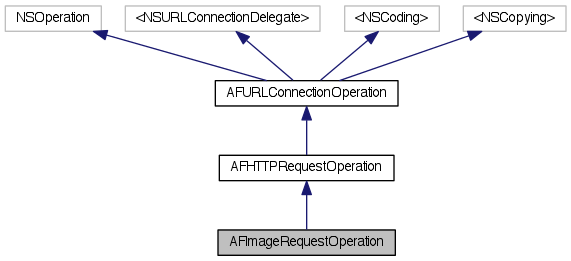 NSOperation
<NSURLConnectionDelegate>
<NSCoding>
<NSCopying>
AFURLConnectionOperation
AFHTTPRequestOperation
AFImageRequestOperation